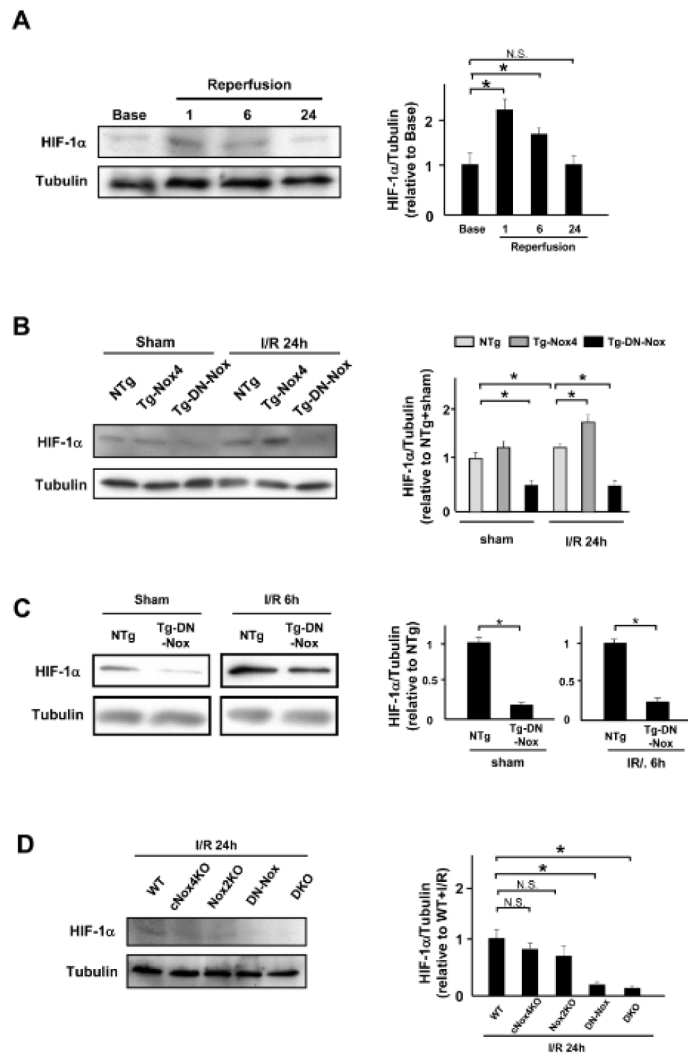 A
Reperfusion
Base 1 6 24
HIF-1α
Tubulin
HIF-1α/Tubulin
(relative to Base)
2
1
0
N.S.
*
*
Base 1 6 24
Reperfusion
B
Sham I/R 24h
NTg Tg-Nox4 Tg-DN-Nox NTg Tg-Nox4 Tg-DN-Nox
HIF-1α
Tubulin
NTg Tg-Nox4 Tg-DN-Nox
HIF-1α/Tubulin
(relative to NTg+sham)
2
1
0
* *
* *
sham I/R 24h
C
Sham I/R 6h
NTg Tg-DN -Nox NTg Tg-DN -Nox
HIF-1α
Tubulin
HIF-1α/Tubulin
(relative to NTg)
1
0.5
0
*
NTg Tg-DN
-Nox
sham
1
0.5
0
*
NTg Tg-DN
-Nox
IR/. 6h
D
I/R 24h
WT cNox4KO Nox2KO DN-Nox DKO
HIF-1α
Tubulin
HIF-1α/Tubulin
(relative to WT+I/R)
2
1
0
*
*
N.S.
N.S.
WT cNox4KO Nox2KO DN-Nox DKO
I/R 24h